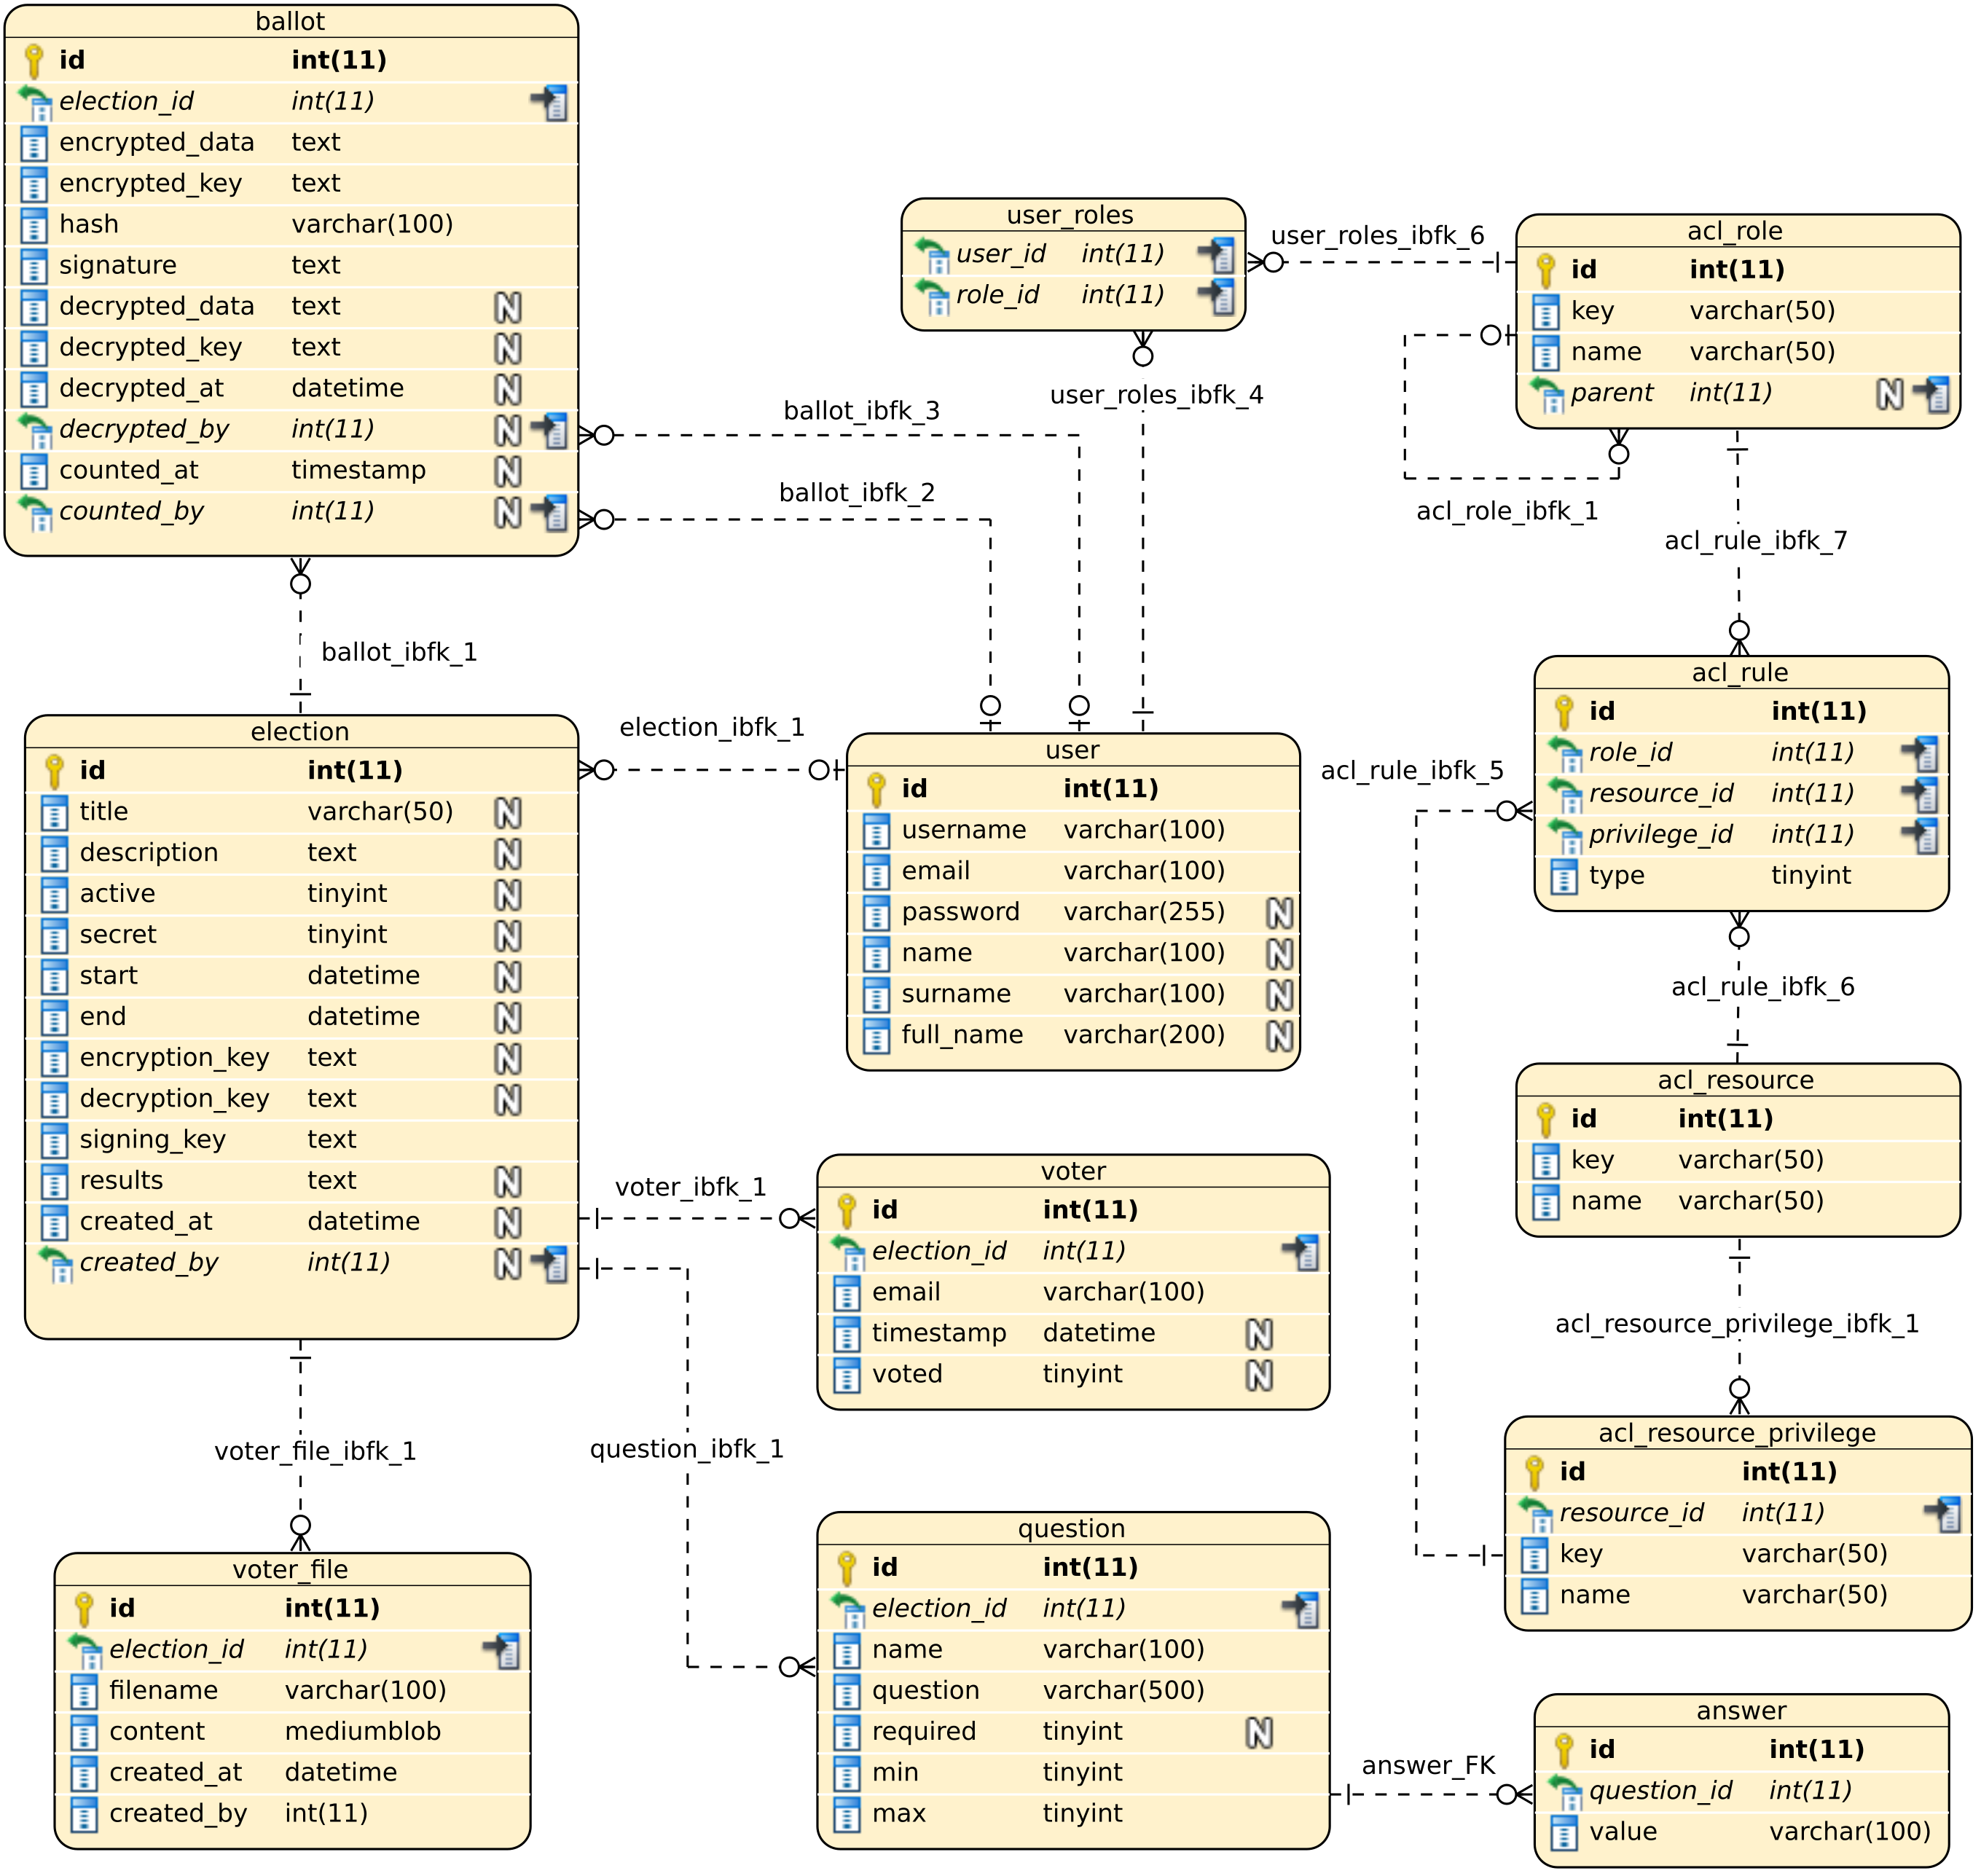 ballot
id int(11)
election_id int(11)
encrypted_data text
encrypted_key text
hash varchar(100)
signature text
decrypted_data text N
decrypted_key text N
decrypted_at datetime N
decrypted_by int(11) N
counted_at timestamp N
counted_by int(11) N
user_roles
user_id int(11)
role_id int(11)
user_roles_ibfk_6
acl_role
id int(11)
key varchar(50)
name varchar(50)
parent int(11) N
user_roles_ibfk_4
ballot_ibfk_3
ballot_ibfk_2
acl_role_ibfk_1
acl_rule_ibfk_7
ballot_ibfk_1
election
id int(11)
title varchar(50) N
description text N
active tinyint N
secret tinyint N
start datetime N
end datetime N
encryption_key text N
decryption_key text N
signing_key text
results text N
created_at datetime N
created_by int(11) N
election_ibfk_1
user
id int(11)
username varchar(100)
email varchar(100)
password varchar(255) N
name varchar(100) N
surname varchar(100) N
full_name varchar(200) N
acl_rule_ibfk_5
acl_rule
id int(11)
role_id int(11)
resource_id int(11)
privilege_id int(11)
type tinyint
acl_rule_ibfk_6
acl_resource
id int(11)
key varchar(50)
name varchar(50)
voter_ibfk_1
voter
id int(11)
election_id int(11)
email varchar(100)
timestamp datetime N
voted tinyint N
acl_resource_privilege_ibfk_1
acl_resource_privilege
id int(11)
resource_id int(11)
key varchar(50)
name varchar(50)
voter_file_ibfk_1
question_ibfk_1
voter_file
id int(11)
election_id int(11)
filename varchar(100)
content mediumblob
created_at datetime
created_by int(11)
question
id int(11)
election_id int(11)
name varchar(100)
question varchar(500)
required tinyint N
min tinyint
max tinyint
answer_FK
answer
id int(11)
question_id int(11)
value varchar(100)